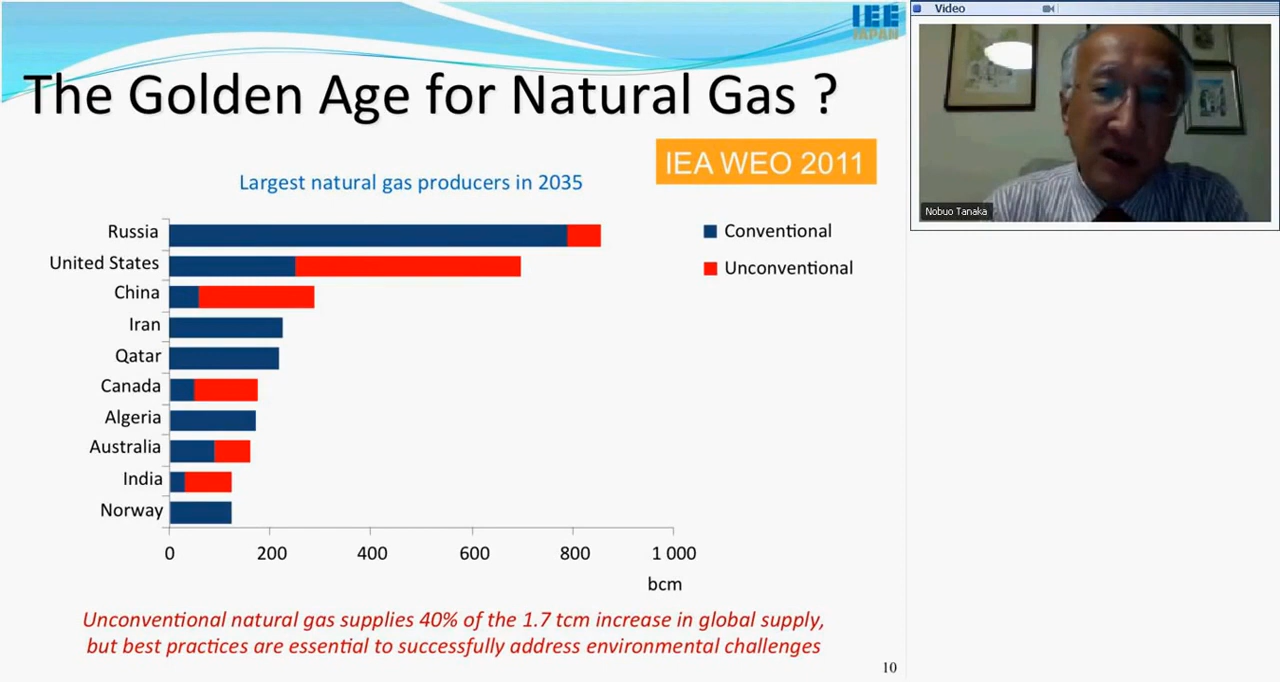 IEE
JAPAN
Video
The Golden Age for Natural Gas ?
IEA WEO 2011
Nobuo Tanaka
Largest natural gas producers in 2035
Russia
United States
China
Iran
Qatar
Canada
Algeria
Australia
India
Norway
Conventional
Unconventional
0 200 400 600 800 1 000
bcm
Unconventional natural gas supplies 40% of the 1.7 tcm increase in global supply,
but best practices are essential to successfully address environmental challenges
10